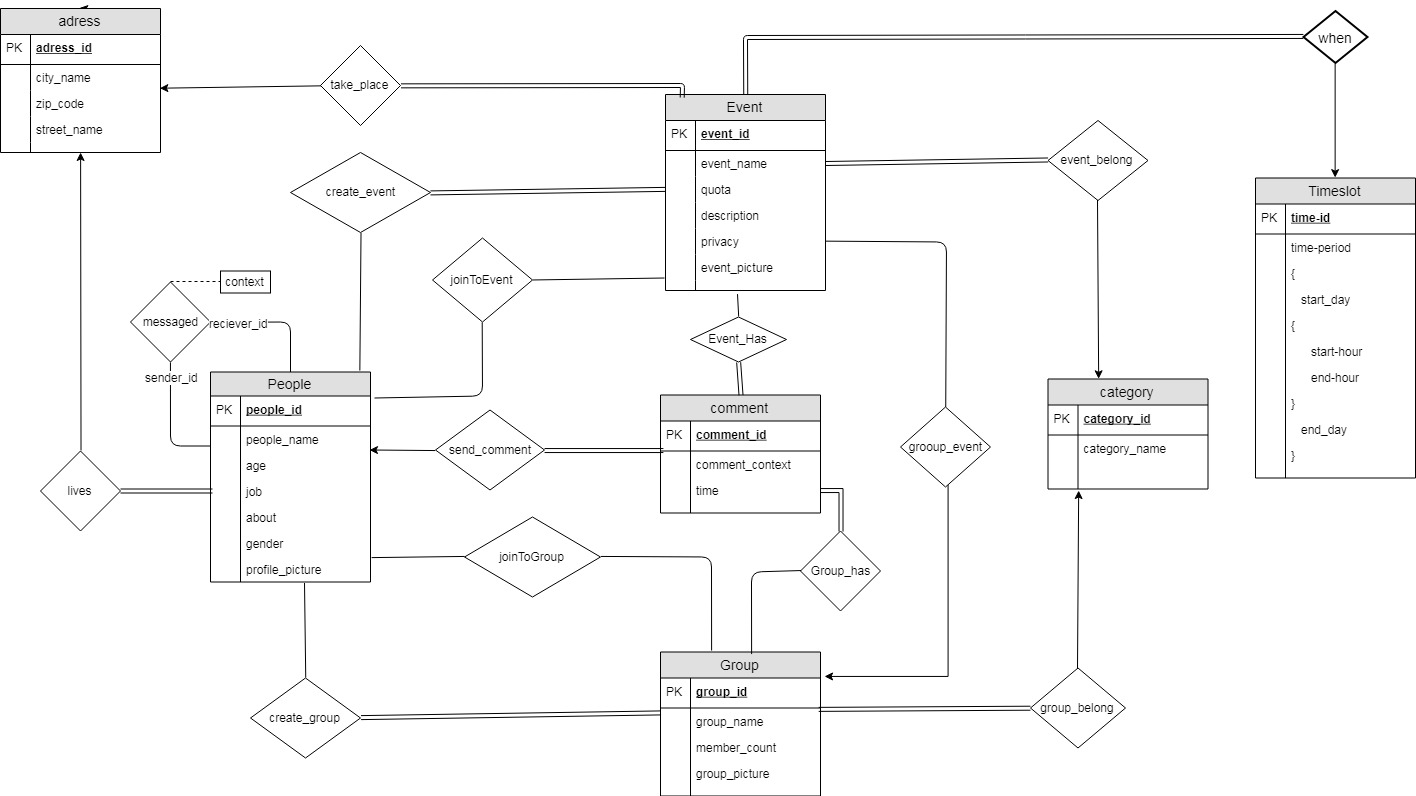 adress
PK adress_id
city_name
zip_code
street_name
take_place
when
Event
PK event_id
event_name
quota
description
privacy
event_picture
create_event
event_belong
Timeslot
PK time-id
time-period
{
start_day
{
start-hour
end-hour
}
end_day
}
joinToEvent
context
messaged
reciever_id
sender_id
Event_Has
People
PK people_id
people_name
age
job
about
gender
profile_picture
comment
PK comment_id
comment_context
time
category
PK category_id
category_name
send_comment
grooup_event
lives
joinToGroup
Group_has
Group
PK group_id
group_name
member_count
group_picture
create_group
group_belong